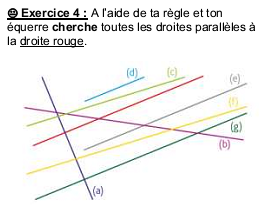 😐 Exercice 4 : A l'aide de ta règle et ton
équerre cherche toutes les droites parallèles à
la droite rouge.
(d)
(c)
(e)
(f)
(g)
(b)
(a)